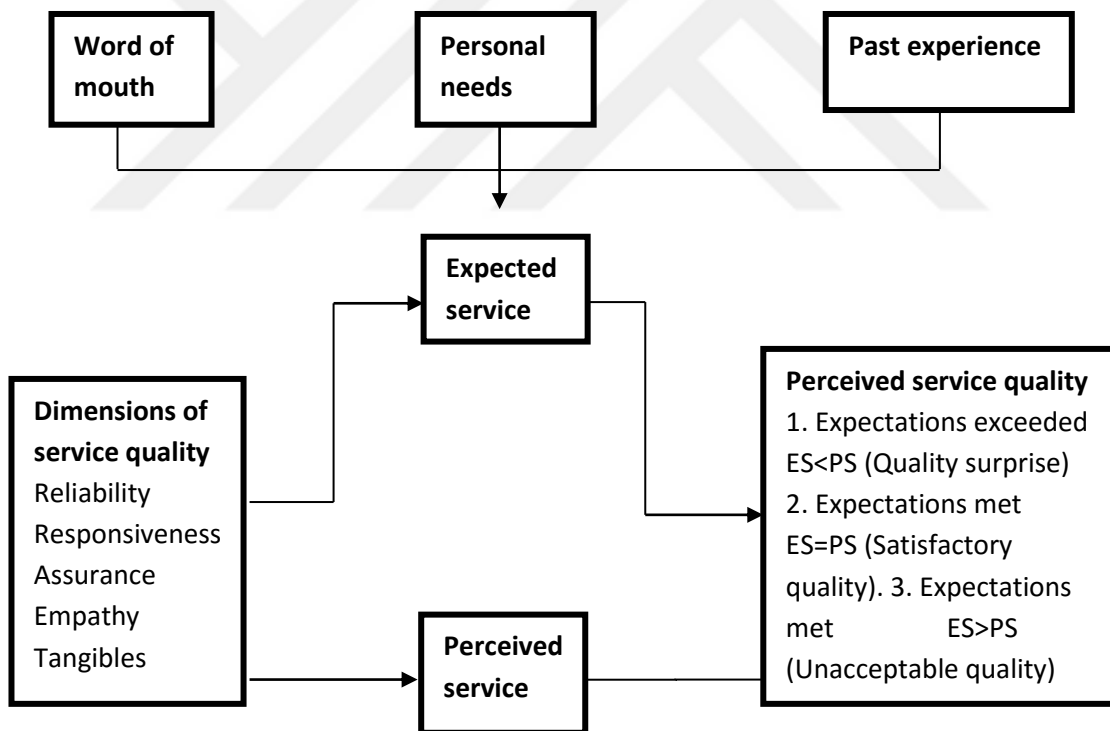 Word of
mouth
Personal
needs
Past experience
Expected
service
Dimensions of
service quality
Reliability
Responsiveness
Assurance
Empathy
Tangibles
Perceived service quality
1. Expectations exceeded
ES<PS (Quality surprise)
2. Expectations met
ES=PS (Satisfactory
quality). 3. Expectations
met ES>PS
(Unacceptable quality)
Perceived
service